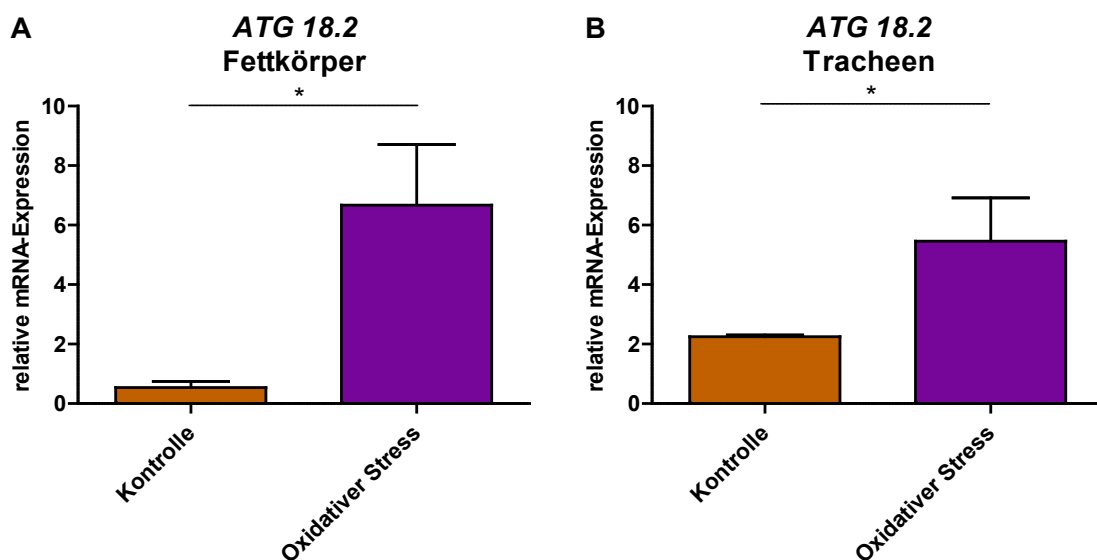 A
ATG 18.2
Fettkörper
*
relative mRNA-Expression
10
8
6
4
2
0
Kontrolle
Oxidativer Stress
B
ATG 18.2
Tracheen
*
relative mRNA-Expression
10
8
6
4
2
0
Kontrolle
Oxidativer Stress